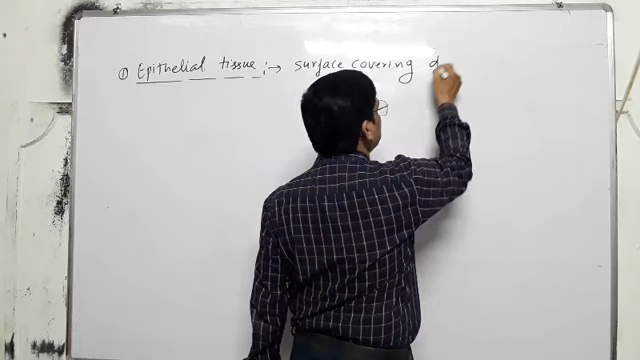 ① Epithelial tissue :→ surface covering d